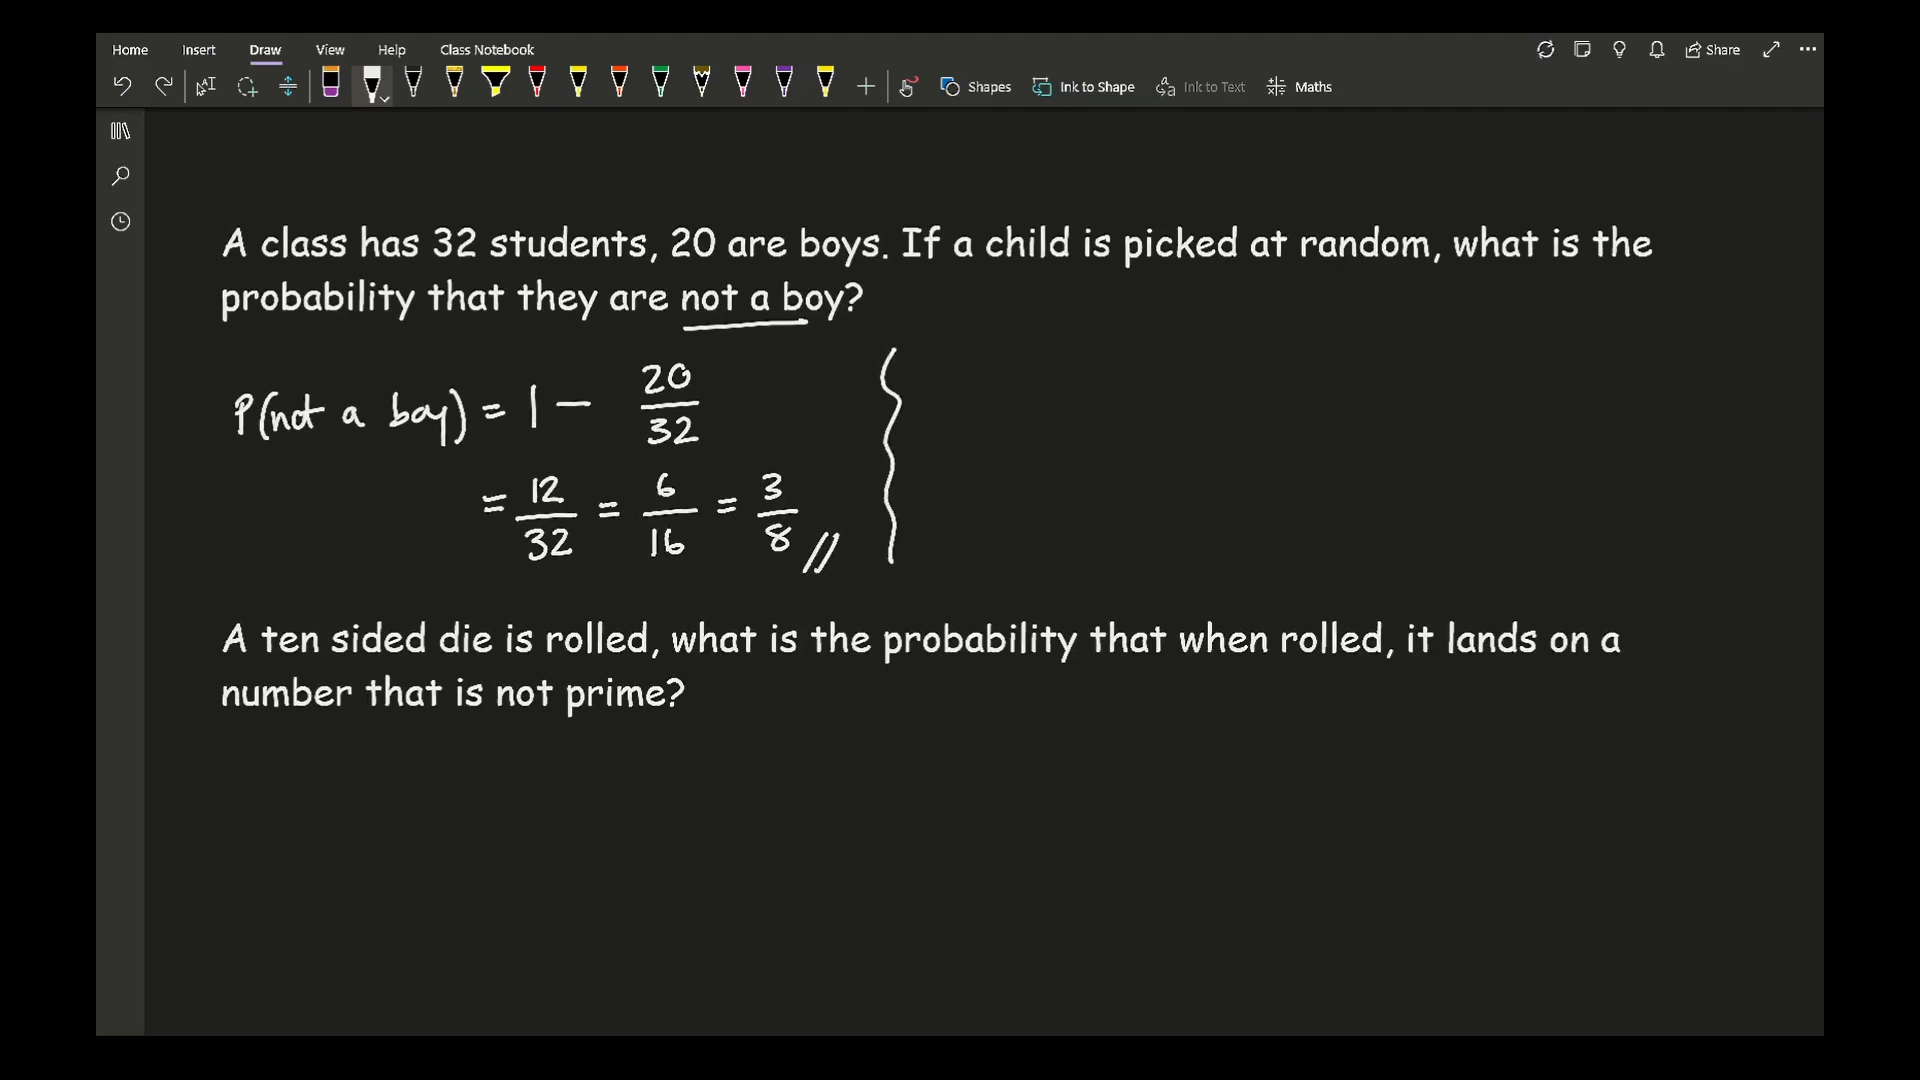 Home Insert Draw View Help Class Notebook Share
Shapes Ink to Shape Ink to Text Maths
A class has 32 students, 20 are boys. If a child is picked at random, what is the
probability that they are not a boy?
P(not a boy) = 1 - 20/32
= 12/32 = 6/16 = 3/8 //
A ten sided die is rolled, what is the probability that when rolled, it lands on a
number that is not prime?